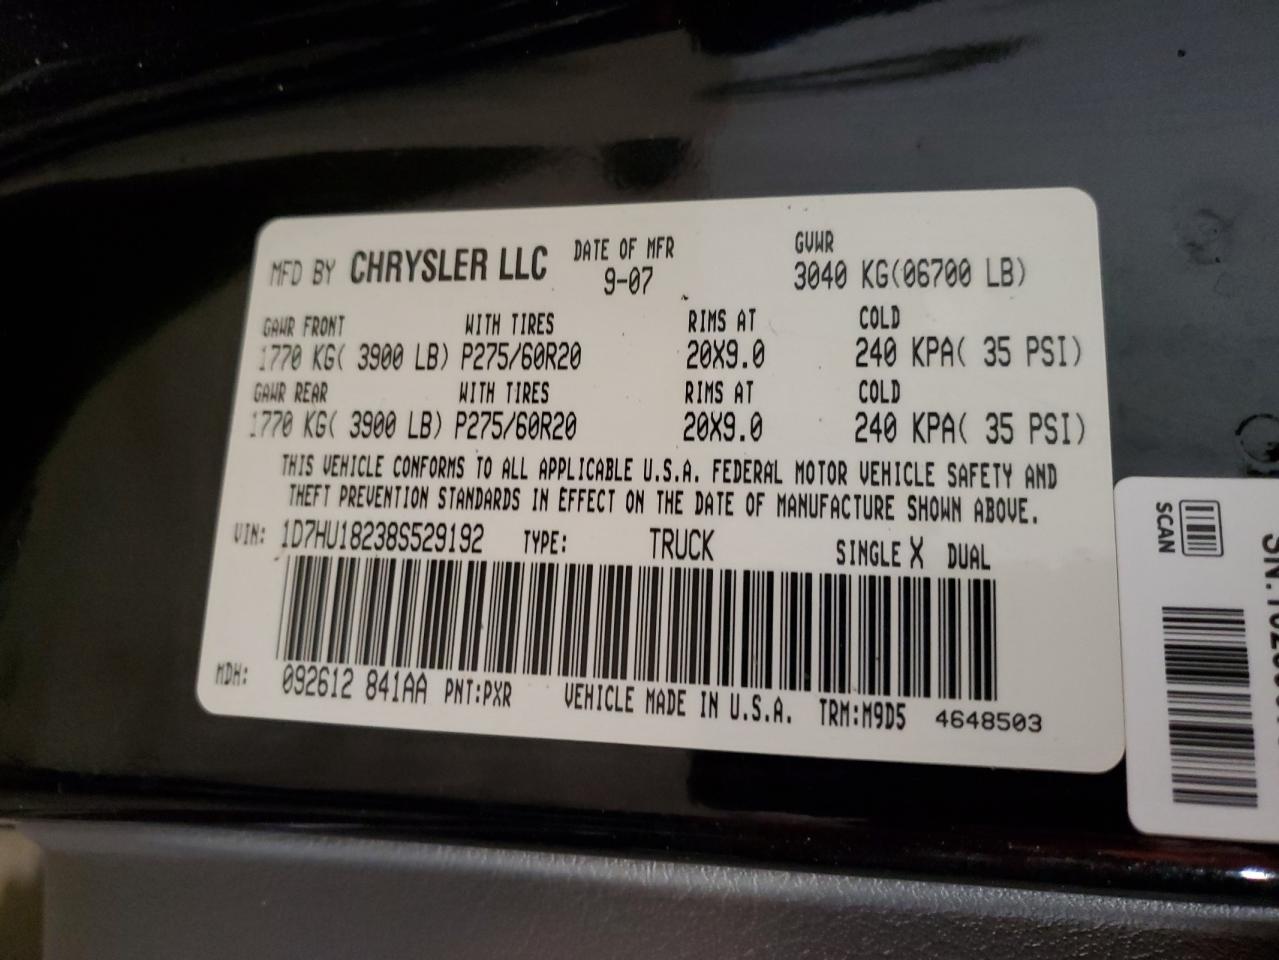 MFD BY CHRYSLER LLC DATE OF MFR GVWR
9-07 3040 KG(06700 LB)
GAWR FRONT WITH TIRES RIMS AT COLD
1770 KG( 3900 LB) P275/60R20 20X9.0 240 KPA( 35 PSI)
GAWR REAR WITH TIRES RIMS AT COLD
1770 KG( 3900 LB) P275/60R20 20X9.0 240 KPA( 35 PSI)
THIS VEHICLE CONFORMS TO ALL APPLICABLE U.S.A. FEDERAL MOTOR VEHICLE SAFETY AND
THEFT PREVENTION STANDARDS IN EFFECT ON THE DATE OF MANUFACTURE SHOWN ABOVE.
VIN: 1D7HU18238S529192 TYPE: TRUCK SINGLE X DUAL
MDH: 092612 841AA PNT:PXR VEHICLE MADE IN U.S.A. TRM:M9D5 4648503
SCAN